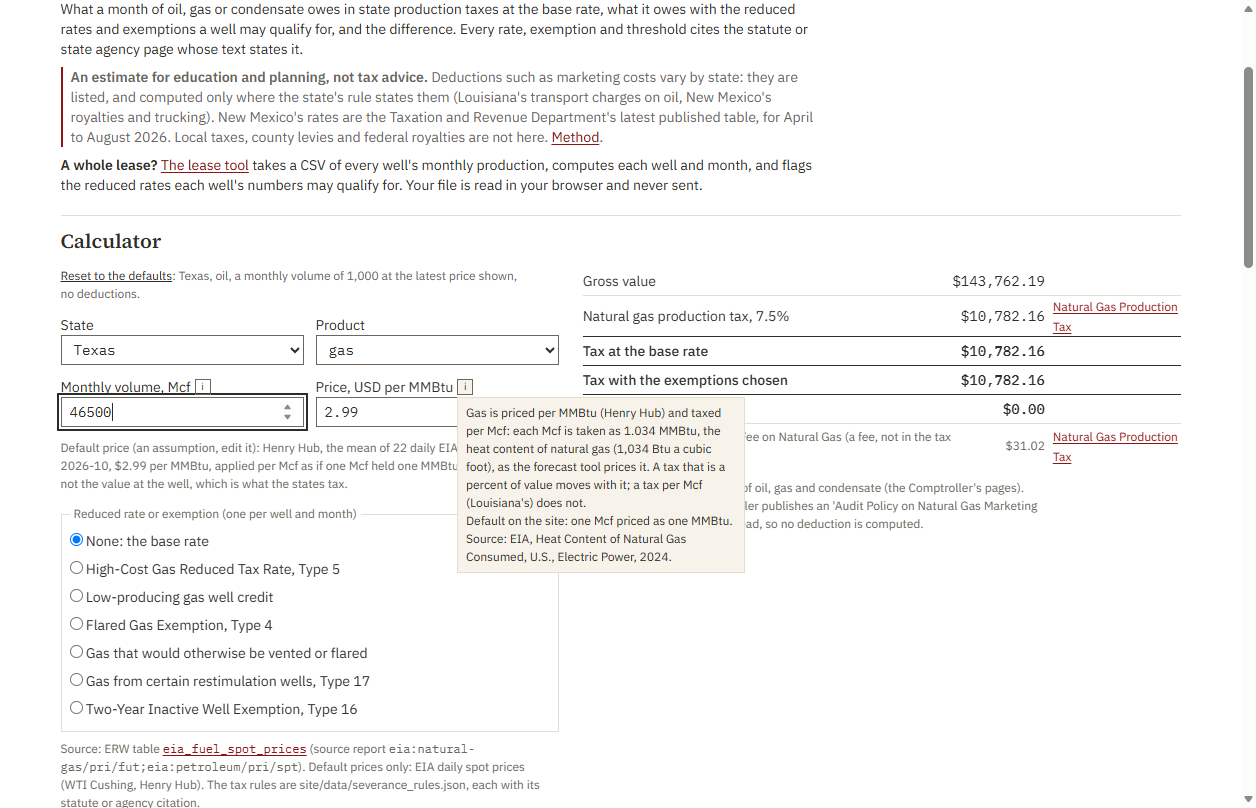 What a month of oil, gas or condensate owes in state production taxes at the base rate, what it owes with the reduced
rates and exemptions a well may qualify for, and the difference. Every rate, exemption and threshold cites the statute or
state agency page whose text states it.
An estimate for education and planning, not tax advice. Deductions such as marketing costs vary by state: they are
listed, and computed only where the state's rule states them (Louisiana's transport charges on oil, New Mexico's
royalties and trucking). New Mexico's rates are the Taxation and Revenue Department's latest published table, for April
to August 2026. Local taxes, county levies and federal royalties are not here. Method.
A whole lease? The lease tool takes a CSV of every well's monthly production, computes each well and month, and flags
the reduced rates each well's numbers may qualify for. Your file is read in your browser and never sent.
Calculator
Reset to the defaults: Texas, oil, a monthly volume of 1,000 at the latest price shown,
no deductions.
State
Product
Texas
gas
Monthly volume, Mcf i
Price, USD per MMBtu i
46500
2.99
Default price (an assumption, edit it): Henry Hub, the mean of 22 daily EIA
2026-10, $2.99 per MMBtu, applied per Mcf as if one Mcf held one MMBtu
not the value at the well, which is what the states tax.
Reduced rate or exemption (one per well and month)
None: the base rate
High-Cost Gas Reduced Tax Rate, Type 5
Low-producing gas well credit
Flared Gas Exemption, Type 4
Gas that would otherwise be vented or flared
Gas from certain restimulation wells, Type 17
Two-Year Inactive Well Exemption, Type 16
Source: ERW table eia_fuel_spot_prices (source report eia:natural-
gas/pri/fut;eia:petroleum/pri/spt). Default prices only: EIA daily spot prices
(WTI Cushing, Henry Hub). The tax rules are site/data/severance_rules.json, each with its
statute or agency citation.
Gross value $143,762.19
Natural gas production tax, 7.5% $10,782.16 Natural Gas Production
Tax
Tax at the base rate $10,782.16
Tax with the exemptions chosen $10,782.16
$0.00
ee on Natural Gas (a fee, not in the tax $31.02 Natural Gas Production
Tax
of oil, gas and condensate (the Comptroller's pages).
ler publishes an 'Audit Policy on Natural Gas Marketing
ad, so no deduction is computed.
Gas is priced per MMBtu (Henry Hub) and taxed
per Mcf: each Mcf is taken as 1.034 MMBtu, the
heat content of natural gas (1,034 Btu a cubic
foot), as the forecast tool prices it. A tax that is a
percent of value moves with it; a tax per Mcf
(Louisiana's) does not.
Default on the site: one Mcf priced as one MMBtu.
Source: EIA, Heat Content of Natural Gas
Consumed, U.S., Electric Power, 2024.